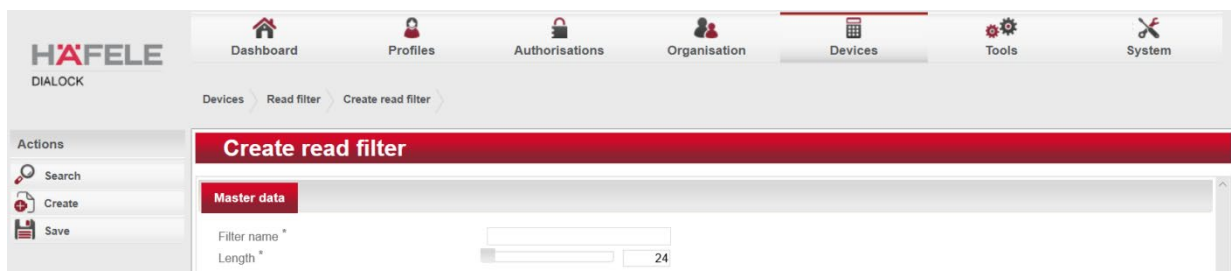 HÄFELE
DIALOCK
Dashboard
Profiles
Authorisations
Organisation
Devices
Tools
System
Devices Read filter Create read filter
Actions
Search
Create
Save
Create read filter
Master data
Filter name *
Length * 24